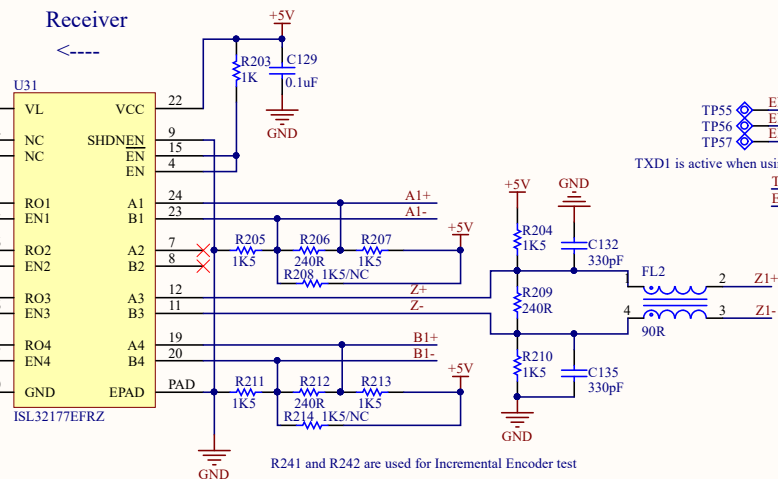 Receiver
<----
+5V
R203
1K
C129
0.1uF
GND
U31
VL
VCC
22
NC
SHDNEN
9
NC
EN
15
EN
4
RO1
A1
24
A1+
EN1
B1
23
A1-
RO2
A2
7
EN2
B2
8
R205
1K5
R206
240R
R207
1K5
+5V
R208
1K5/NC
RO3
A3
12
Z+
EN3
B3
11
Z-
RO4
A4
19
B1+
EN4
B4
20
B1-
GND
EPAD
PAD
R211
1K5
R212
240R
R213
1K5
+5V
R214
1K5/NC
ISL32177EFRZ
GND
R241 and R242 are used for Incremental Encoder test
+5V
GND
R204
1K5
C132
330pF
R209
240R
R210
1K5
C135
330pF
GND
FL2
1
2
4
3
90R
Z1+
Z1-
TP55
E
TP56
E
TP57
E
TXD1 is active when usi